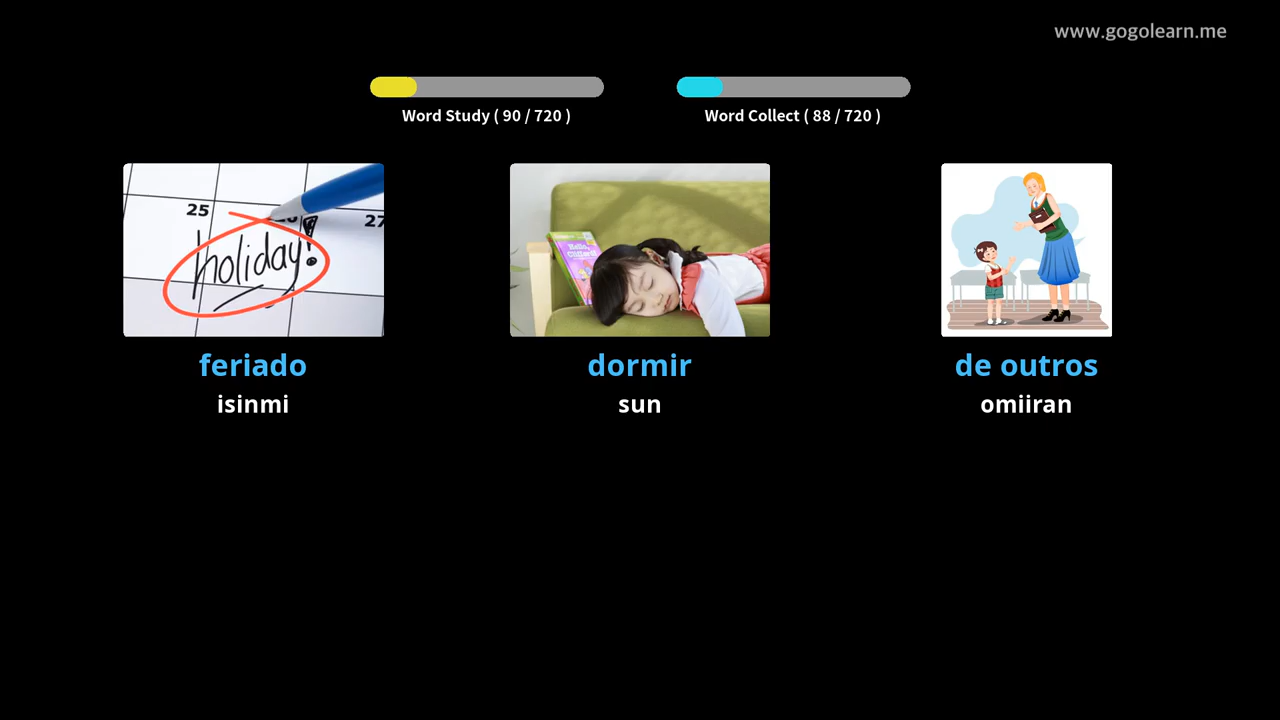 www.gogolearn.me
Word Study ( 90 / 720 )
Word Collect ( 88 / 720 )
25
27
holiday!
Hello,
feriado
dormir
de outros
isinmi
sun
omiiran